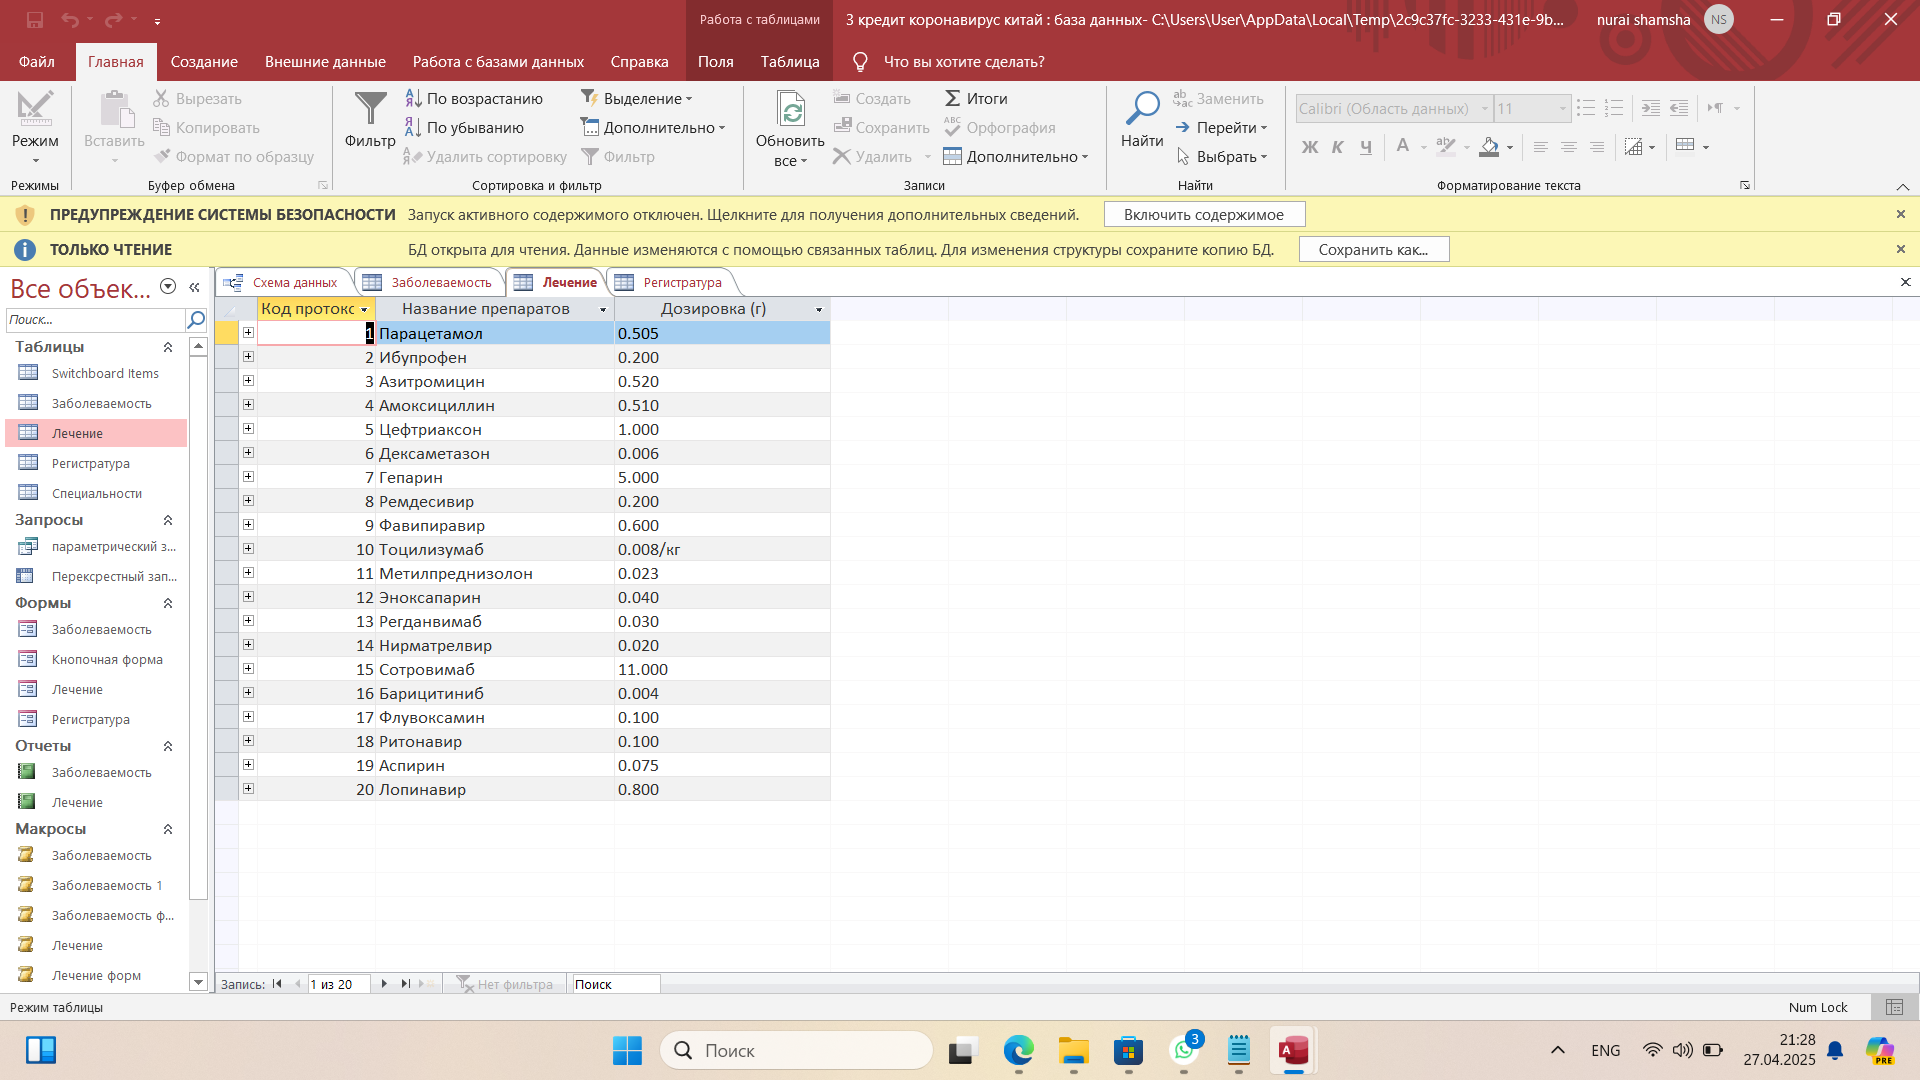 Работа с таблицами
3 кредит коронавирус китай : база данных- C:\Users\User\AppData\Local\Temp\2c9c37fc-3233-431e-9b...
nurai shamsha
NS
Файл
Главная
Создание
Внешние данные
Работа с базами данных
Справка
Поля
Таблица
Что вы хотите сделать?
Режим
Режимы
Вставить
Вырезать
Копировать
Формат по образцу
Буфер обмена
Фильтр
По возрастанию
По убыванию
Удалить сортировку
Выделение
Дополнительно
Фильтр
Сортировка и фильтр
Обновить все
Создать
Сохранить
Удалить
Итоги
Орфография
Дополнительно
Записи
Найти
Заменить
Перейти
Выбрать
Найти
Calibri (Область данных)
11
Ж К Ч
Форматирование текста
ПРЕДУПРЕЖДЕНИЕ СИСТЕМЫ БЕЗОПАСНОСТИ Запуск активного содержимого отключен. Щелкните для получения дополнительных сведений. Включить содержимое
ТОЛЬКО ЧТЕНИЕ БД открыта для чтения. Данные изменяются с помощью связанных таблиц. Для изменения структуры сохраните копию БД. Сохранить как...
Все объек...
Поиск...
Таблицы
Switchboard Items
Заболеваемость
Лечение
Регистратура
Специальности
Запросы
параметрический з...
Перексрестный зап...
Формы
Заболеваемость
Кнопочная форма
Лечение
Регистратура
Отчеты
Заболеваемость
Лечение
Макросы
Заболеваемость
Заболеваемость 1
Заболеваемость ф...
Лечение
Лечение форм
Схема данных
Заболеваемость
Лечение
Регистратура
Код протокс Название препаратов Дозировка (г)
1 Парацетамол 0.505
2 Ибупрофен 0.200
3 Азитромицин 0.520
4 Амоксициллин 0.510
5 Цефтриаксон 1.000
6 Дексаметазон 0.006
7 Гепарин 5.000
8 Ремдесивир 0.200
9 Фавипиравир 0.600
10 Тоцилизумаб 0.008/кг
11 Метилпреднизолон 0.023
12 Эноксапарин 0.040
13 Регданвимаб 0.030
14 Нирматрелвир 0.020
15 Сотровимаб 11.000
16 Барицитиниб 0.004
17 Флувоксамин 0.100
18 Ритонавир 0.100
19 Аспирин 0.075
20 Лопинавир 0.800
Запись: 1 из 20 Нет фильтра Поиск
Режим таблицы
Num Lock
Поиск
3
ENG
21:28
27.04.2025
PRE